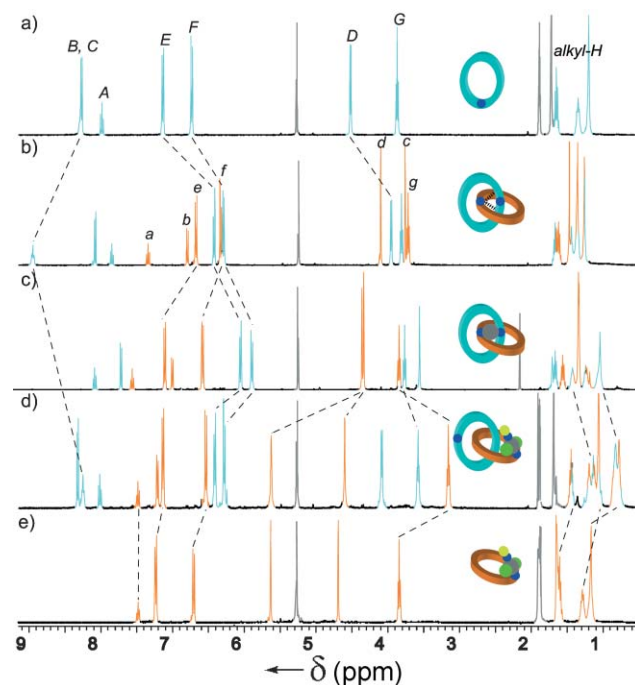 a)
B, C
A
E
F
D
G
alkyl-H
b)
a
b
e
f
d
c
g
c)
d)
e)
9 8 7 6 5 4 3 2 1
← δ (ppm)